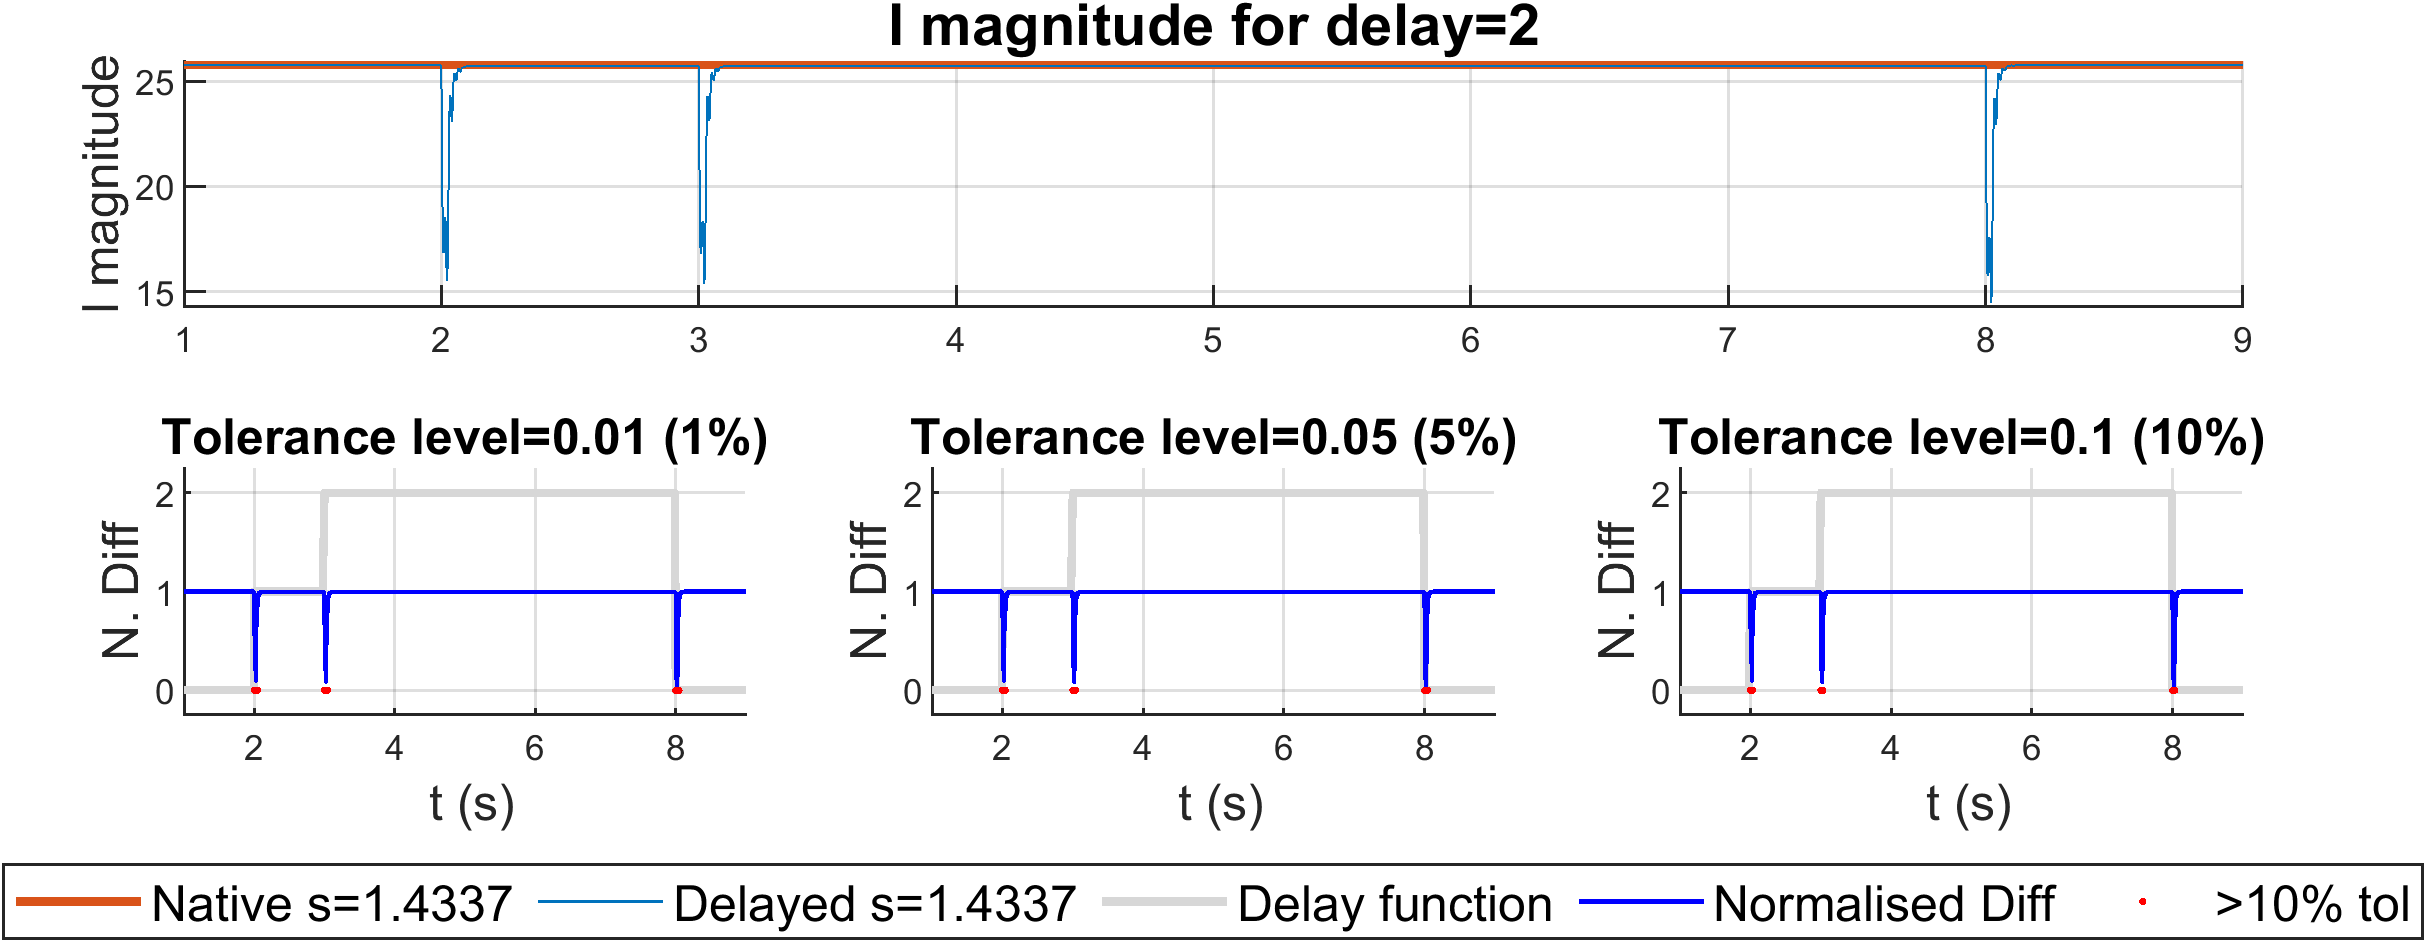 I magnitude for delay=2
I magnitude
25
20
15
1 2 3 4 5 6 7 8 9
Tolerance level=0.01 (1%) Tolerance level=0.05 (5%) Tolerance level=0.1 (10%)
N. Diff
2
1
0
2 4 6 8
t (s)
N. Diff
2
1
0
2 4 6 8
t (s)
N. Diff
2
1
0
2 4 6 8
t (s)
Native s=1.4337 Delayed s=1.4337 Delay function Normalised Diff >10% tol